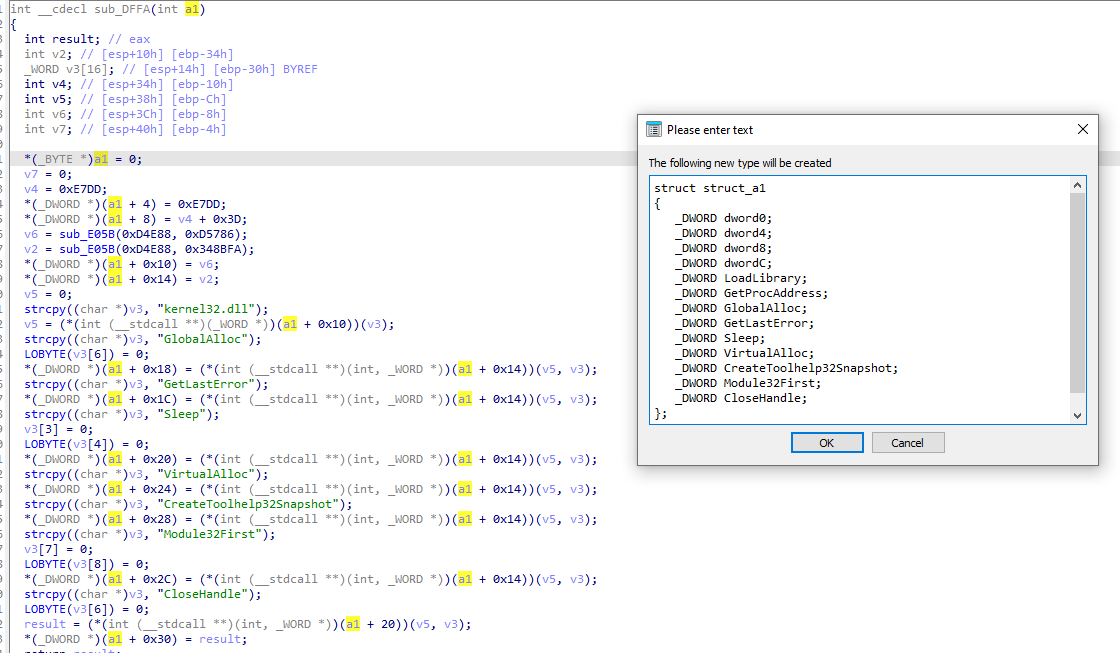 int __cdecl sub_DFFA(int a1)
{
int result; // eax
int v2; // [esp+10h] [ebp-34h]
_WORD v3[16]; // [esp+14h] [ebp-30h] BYREF
int v4; // [esp+34h] [ebp-10h]
int v5; // [esp+38h] [ebp-Ch]
int v6; // [esp+3Ch] [ebp-8h]
int v7; // [esp+40h] [ebp-4h]
*(_BYTE *)a1 = 0;
v7 = 0;
v4 = 0xE7DD;
*(_DWORD *)(a1 + 4) = 0xE7DD;
*(_DWORD *)(a1 + 8) = v4 + 0x3D;
v6 = sub_E05B(0xD4E88, 0xD5786);
v2 = sub_E05B(0xD4E88, 0x348BFA);
*(_DWORD *)(a1 + 0x10) = v6;
*(_DWORD *)(a1 + 0x14) = v2;
v5 = 0;
strcpy((char *)v3, "kernel32.dll");
v5 = (*(int (__stdcall **)(_WORD *))(a1 + 0x10))(v3);
strcpy((char *)v3, "GlobalAlloc");
LOBYTE(v3[6]) = 0;
*(_DWORD *)(a1 + 0x18) = (*(int (__stdcall **)(int, _WORD *))(a1 + 0x14))(v5, v3);
strcpy((char *)v3, "GetLastError");
*(_DWORD *)(a1 + 0x1C) = (*(int (__stdcall **)(int, _WORD *))(a1 + 0x14))(v5, v3);
strcpy((char *)v3, "Sleep");
v3[3] = 0;
LOBYTE(v3[4]) = 0;
*(_DWORD *)(a1 + 0x20) = (*(int (__stdcall **)(int, _WORD *))(a1 + 0x14))(v5, v3);
strcpy((char *)v3, "VirtualAlloc");
*(_DWORD *)(a1 + 0x24) = (*(int (__stdcall **)(int, _WORD *))(a1 + 0x14))(v5, v3);
strcpy((char *)v3, "CreateToolhelp32Snapshot");
*(_DWORD *)(a1 + 0x28) = (*(int (__stdcall **)(int, _WORD *))(a1 + 0x14))(v5, v3);
strcpy((char *)v3, "Module32First");
v3[7] = 0;
LOBYTE(v3[8]) = 0;
*(_DWORD *)(a1 + 0x2C) = (*(int (__stdcall **)(int, _WORD *))(a1 + 0x14))(v5, v3);
strcpy((char *)v3, "CloseHandle");
LOBYTE(v3[6]) = 0;
result = (*(int (__stdcall **)(int, _WORD *))(a1 + 20))(v5, v3);
*(_DWORD *)(a1 + 0x30) = result;
Please enter text
The following new type will be created
struct struct_a1
{
_DWORD dword0;
_DWORD dword4;
_DWORD dword8;
_DWORD dwordC;
_DWORD LoadLibrary;
_DWORD GetProcAddress;
_DWORD GlobalAlloc;
_DWORD GetLastError;
_DWORD Sleep;
_DWORD VirtualAlloc;
_DWORD CreateToolhelp32Snapshot;
_DWORD Module32First;
_DWORD CloseHandle;
};
OK
Cancel